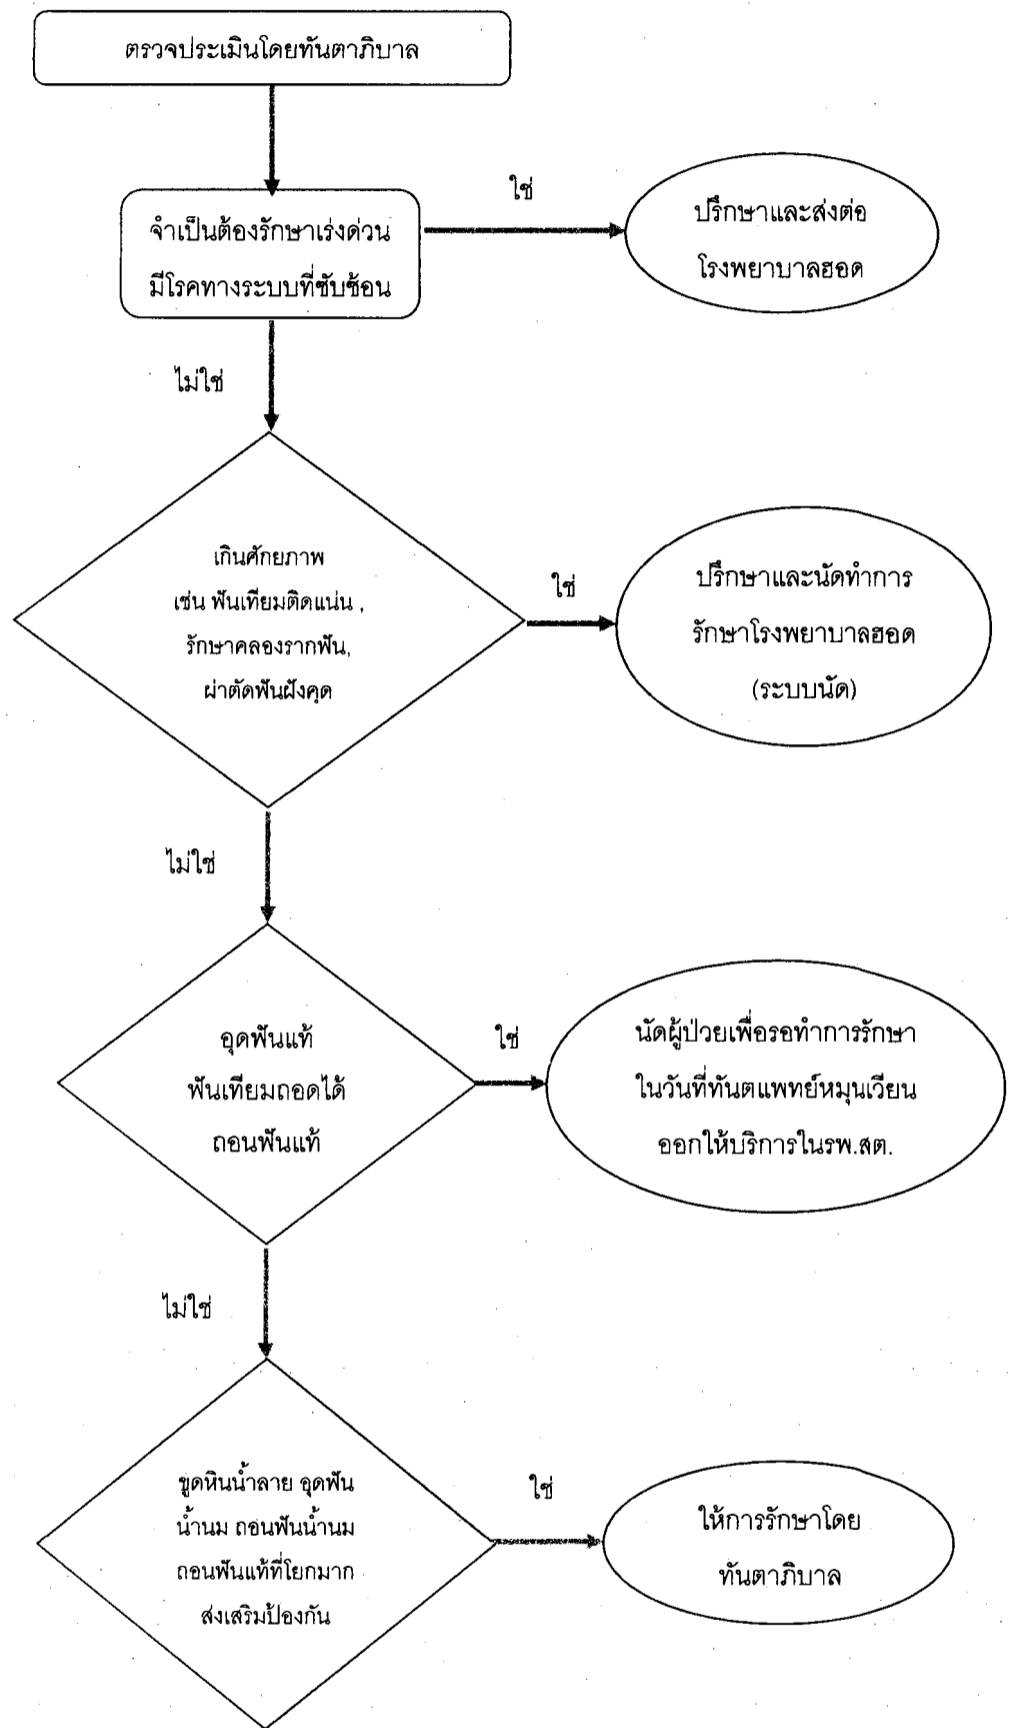 ตรวจประเมินโดยทันตาภิบาล
จำเป็นต้องรักษาเร่งด่วน
มีโรคทางระบบที่ซับซ้อน
ใช่
ปรึกษาและส่งต่อ
โรงพยาบาลฮอด
ไม่ใช่
เกินศักยภาพ
เช่น ฟันเทียมติดแน่น ,
รักษาคลองรากฟัน,
ผ่าตัดฟันฝังคุด
ใช่
ปรึกษาและนัดทำการ
รักษาโรงพยาบาลฮอด
(ระบบนัด)
ไม่ใช่
อุดฟันแท้
ฟันเทียมถอดได้
ถอนฟันแท้
ใช่
นัดผู้ป่วยเพื่อรอทำการรักษา
ในวันที่ทันตแพทย์หมุนเวียน
ออกให้บริการในรพ.สต.
ไม่ใช่
ขูดหินน้ำลาย อุดฟัน
น้ำนม ถอนฟันน้ำนม
ถอนฟันแท้ที่โยกมาก
ส่งเสริมป้องกัน
ใช่
ให้การรักษาโดย
ทันตาภิบาล